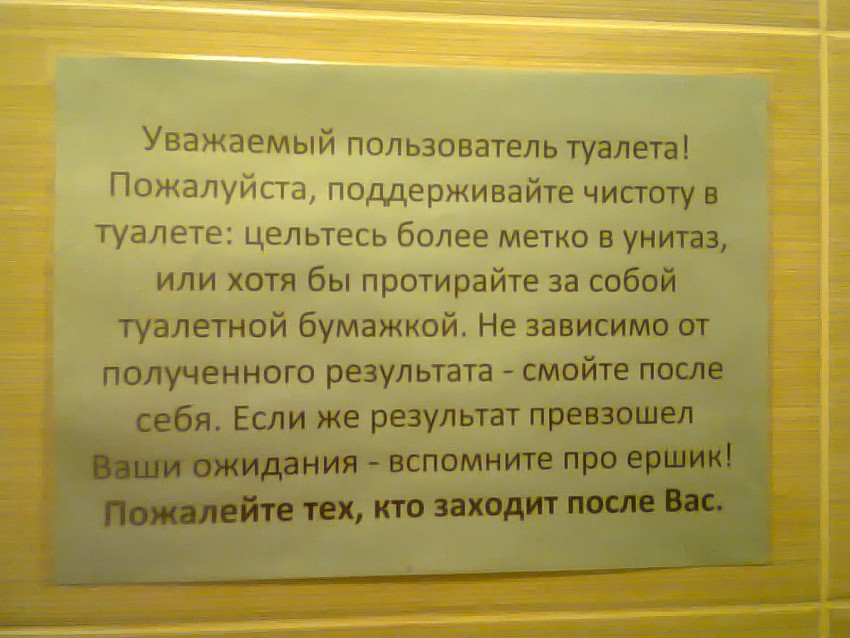 Уважаемый пользователь туалета!
Пожалуйста, поддерживайте чистоту в
туалете: цельтесь более метко в унитаз,
или хотя бы протирайте за собой
туалетной бумажкой. Не зависимо от
полученного результата - смойте после
себя. Если же результат превзошел
Ваши ожидания - вспомните про ершик!
Пожалейте тех, кто заходит после Вас.